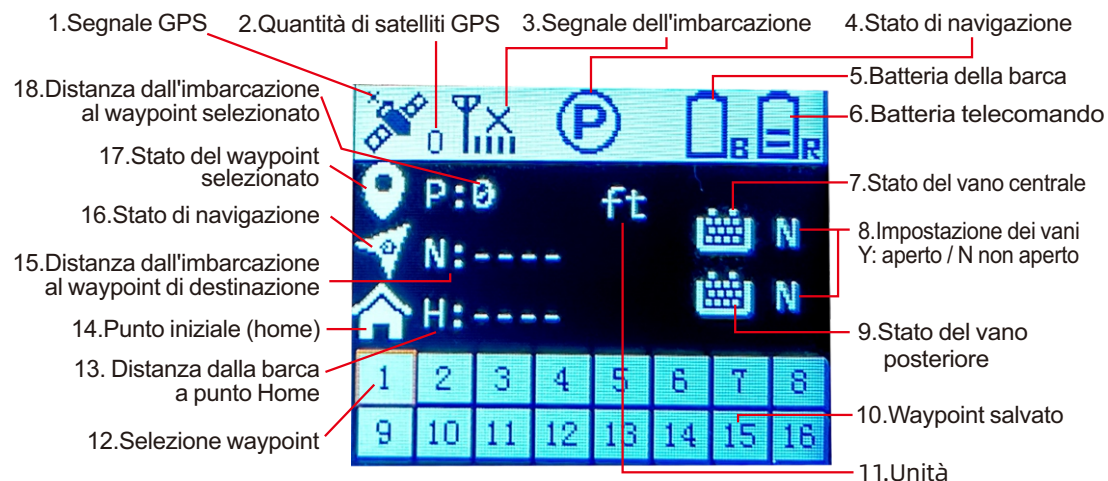 1.Segnale GPS
2.Quantità di satelliti GPS
3.Segnale dell'imbarcazione
4.Stato di navigazione
5.Batteria della barca
6.Batteria telecomando
18.Distanza dall'imbarcazione
al waypoint selezionato
17.Stato del waypoint
selezionato
16.Stato di navigazione
15.Distanza dall'imbarcazione
al waypoint di destinazione
14.Punto iniziale (home)
13. Distanza dalla barca
a punto Home
12.Selezione waypoint
0
P
B
R
P:0
ft
N
N:----
N
H:----
1 2 3 4 5 6 7 8
9 10 11 12 13 14 15 16
7.Stato del vano centrale
8.Impostazione dei vani
Y: aperto / N non aperto
9.Stato del vano
posteriore
10.Waypoint salvato
11.Unità